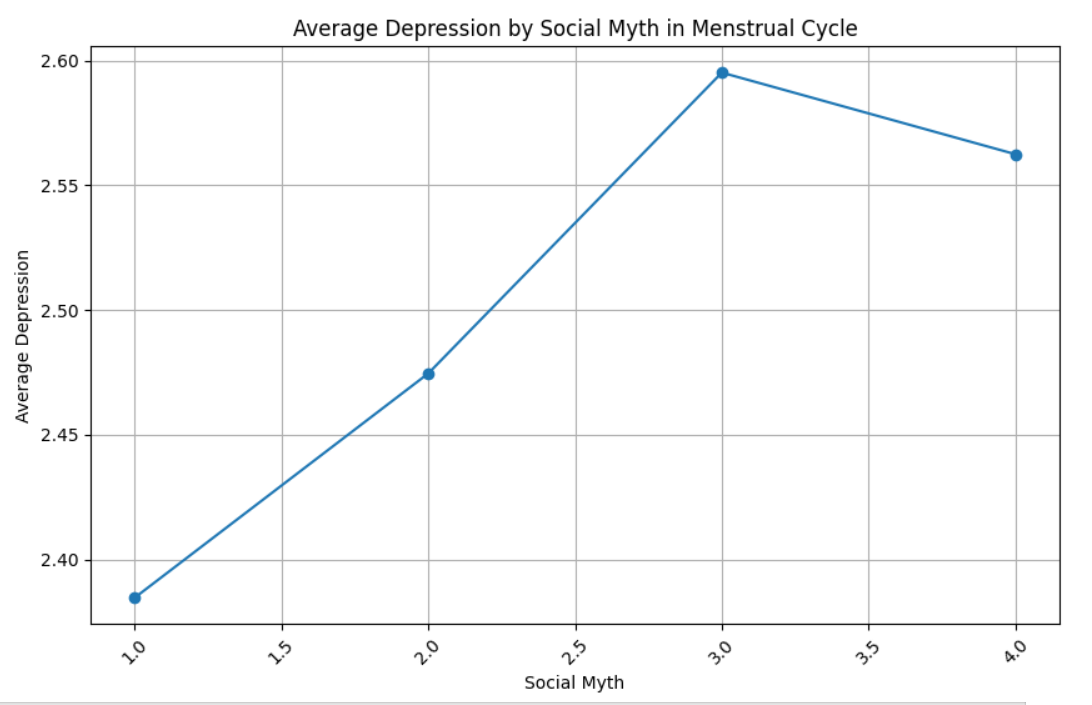 Average Depression by Social Myth in Menstrual Cycle
2.60
2.55
2.50
2.45
2.40
Average Depression
1.0 1.5 2.0 2.5 3.0 3.5 4.0
Social Myth